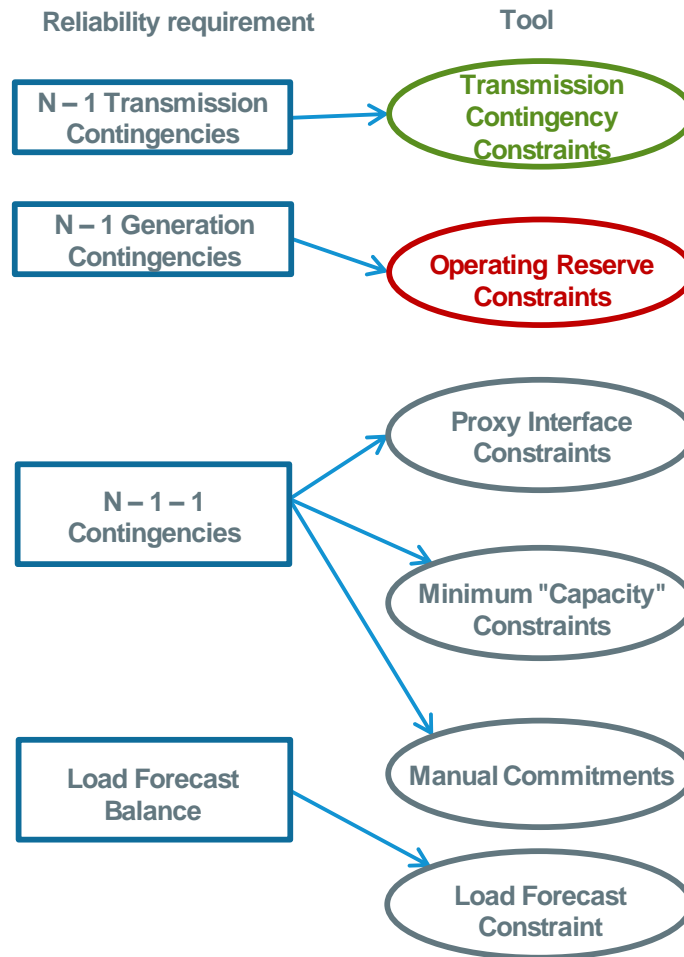 Reliability requirement
Tool
N – 1 Transmission
Contingencies
Transmission
Contingency
Constraints
N – 1 Generation
Contingencies
Operating Reserve
Constraints
Proxy Interface
Constraints
N – 1 – 1
Contingencies
Minimum "Capacity"
Constraints
Manual Commitments
Load Forecast
Balance
Load Forecast
Constraint